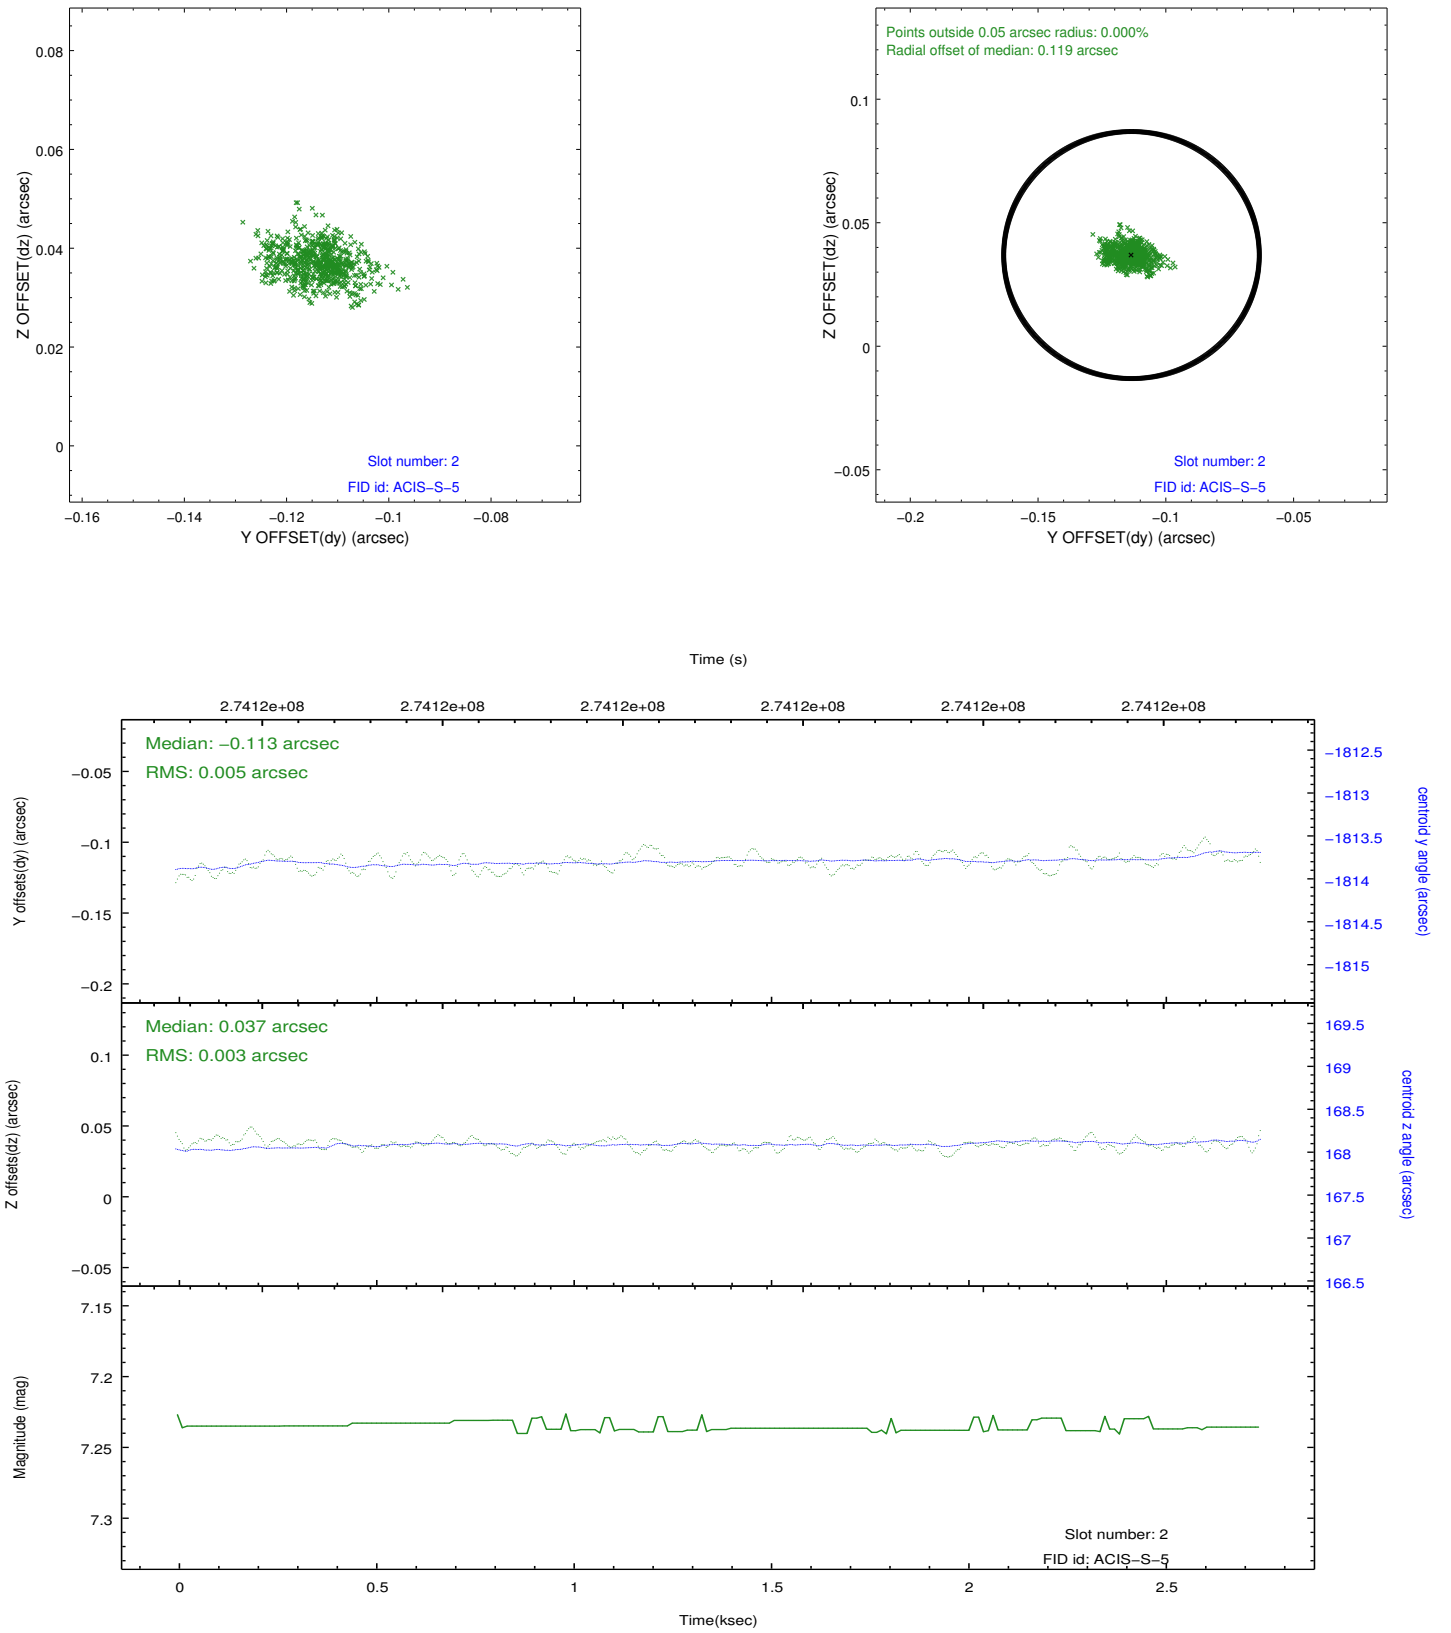 0.08
0.06
0.04
0.02
0
Z OFFSET(dz) (arcsec)
Slot number: 2
FID id: ACIS−S−5
−0.16 −0.14 −0.12 −0.1 −0.08
Y OFFSET(dy) (arcsec)
Points outside 0.05 arcsec radius: 0.000%
Radial offset of median: 0.119 arcsec
0.1
0.05
0
−0.05
Z OFFSET(dz) (arcsec)
Slot number: 2
FID id: ACIS−S−5
−0.2 −0.15 −0.1 −0.05
Y OFFSET(dy) (arcsec)
Time (s)
2.7412e+08 2.7412e+08 2.7412e+08 2.7412e+08 2.7412e+08 2.7412e+08
Median: −0.113 arcsec
RMS: 0.005 arcsec
−0.05
−0.1
−0.15
−0.2
Y offsets(dy) (arcsec)
−1812.5
−1813
−1813.5
−1814
−1814.5
−1815
centroid y angle (arcsec)
Median: 0.037 arcsec
RMS: 0.003 arcsec
0.1
0.05
0
−0.05
Z offsets(dz) (arcsec)
169.5
169
168.5
168
167.5
167
166.5
centroid z angle (arcsec)
7.15
7.2
7.25
7.3
Magnitude (mag)
Slot number: 2
FID id: ACIS−S−5
0 0.5 1 1.5 2 2.5
Time(ksec)